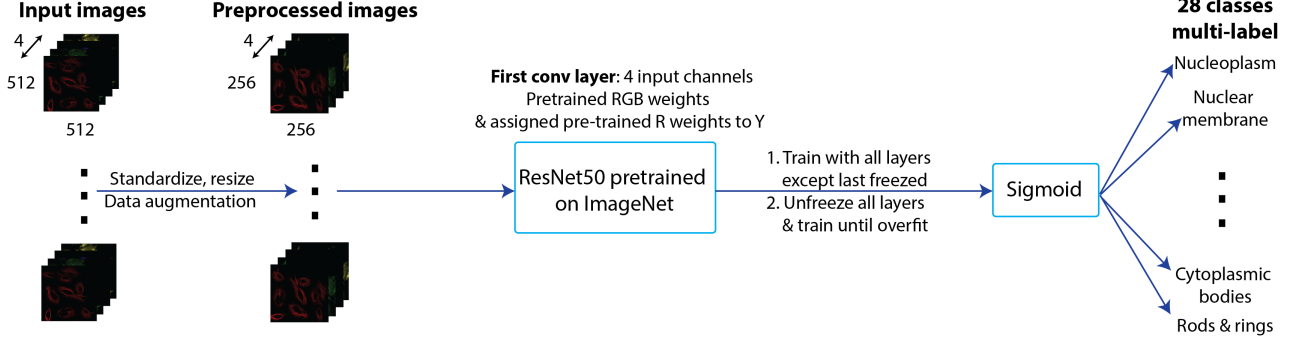 Input images
4
512
512
Standardize, resize
Data augmentation
Preprocessed images
4
256
256
First conv layer: 4 input channels
Pretrained RGB weights
& assigned pre-trained R weights to Y
ResNet50 pretrained
on ImageNet
1. Train with all layers
except last freezed
2. Unfreeze all layers
& train until overfit
Sigmoid
28 classes
multi-label
Nucleoplasm
Nuclear
membrane
Cytoplasmic
bodies
Rods & rings